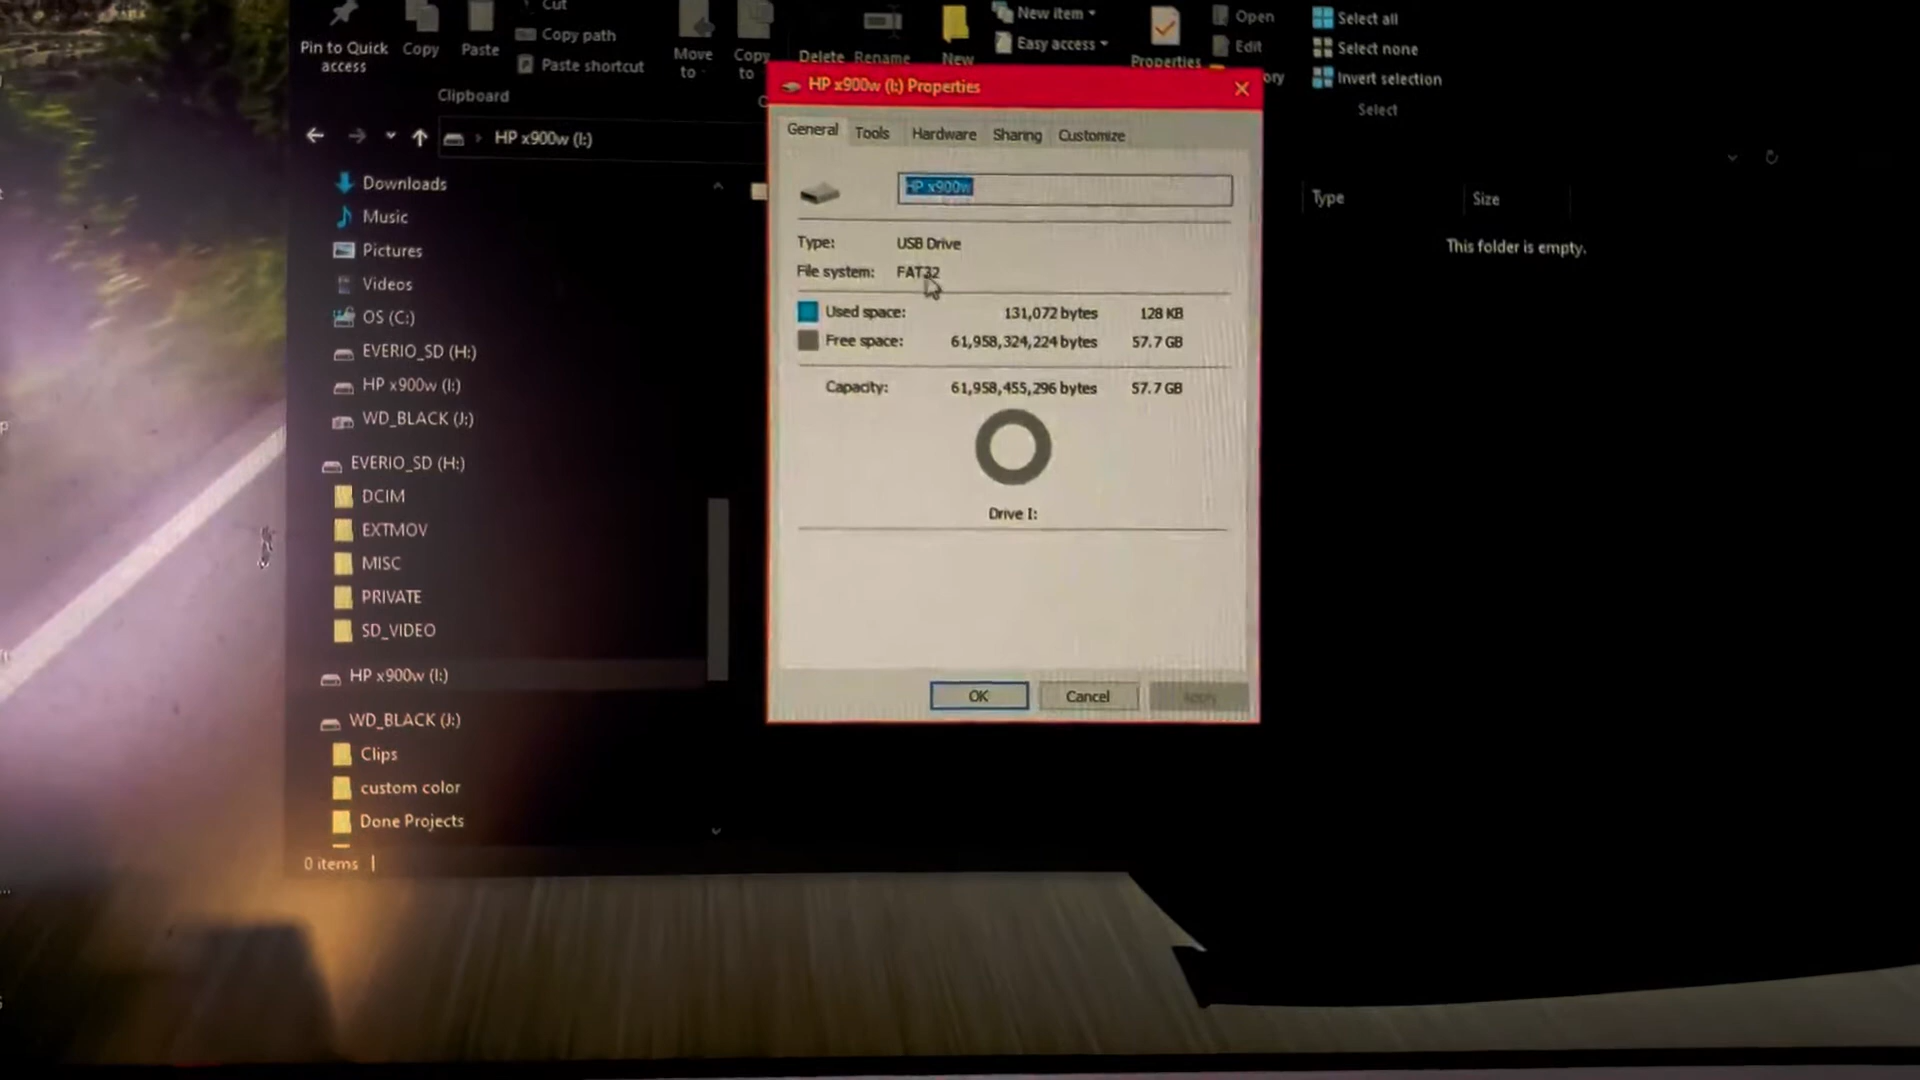 Cut
Pin to Quick access
Copy
Paste
Copy path
Paste shortcut
Clipboard
Move to
Copy to
Delete
Rename
New
New item
Easy access
Properties
Open
Edit
ory
Select all
Select none
Invert selection
Select
HP x900w (I:)
Downloads
Music
Pictures
Videos
OS (C:)
EVERIO_SD (H:)
HP x900w (I:)
WD_BLACK (J:)
EVERIO_SD (H:)
DCIM
EXTMOV
MISC
PRIVATE
SD_VIDEO
HP x900w (I:)
WD_BLACK (J:)
Clips
custom color
Done Projects
0 items
HP x900w (I:) Properties
General Tools Hardware Sharing Customize
HP x900w
Type: USB Drive
File system: FAT32
Used space: 131,072 bytes 128 KB
Free space: 61,958,324,224 bytes 57.7 GB
Capacity: 61,958,455,296 bytes 57.7 GB
Drive I:
OK Cancel Apply
Type Size
This folder is empty.